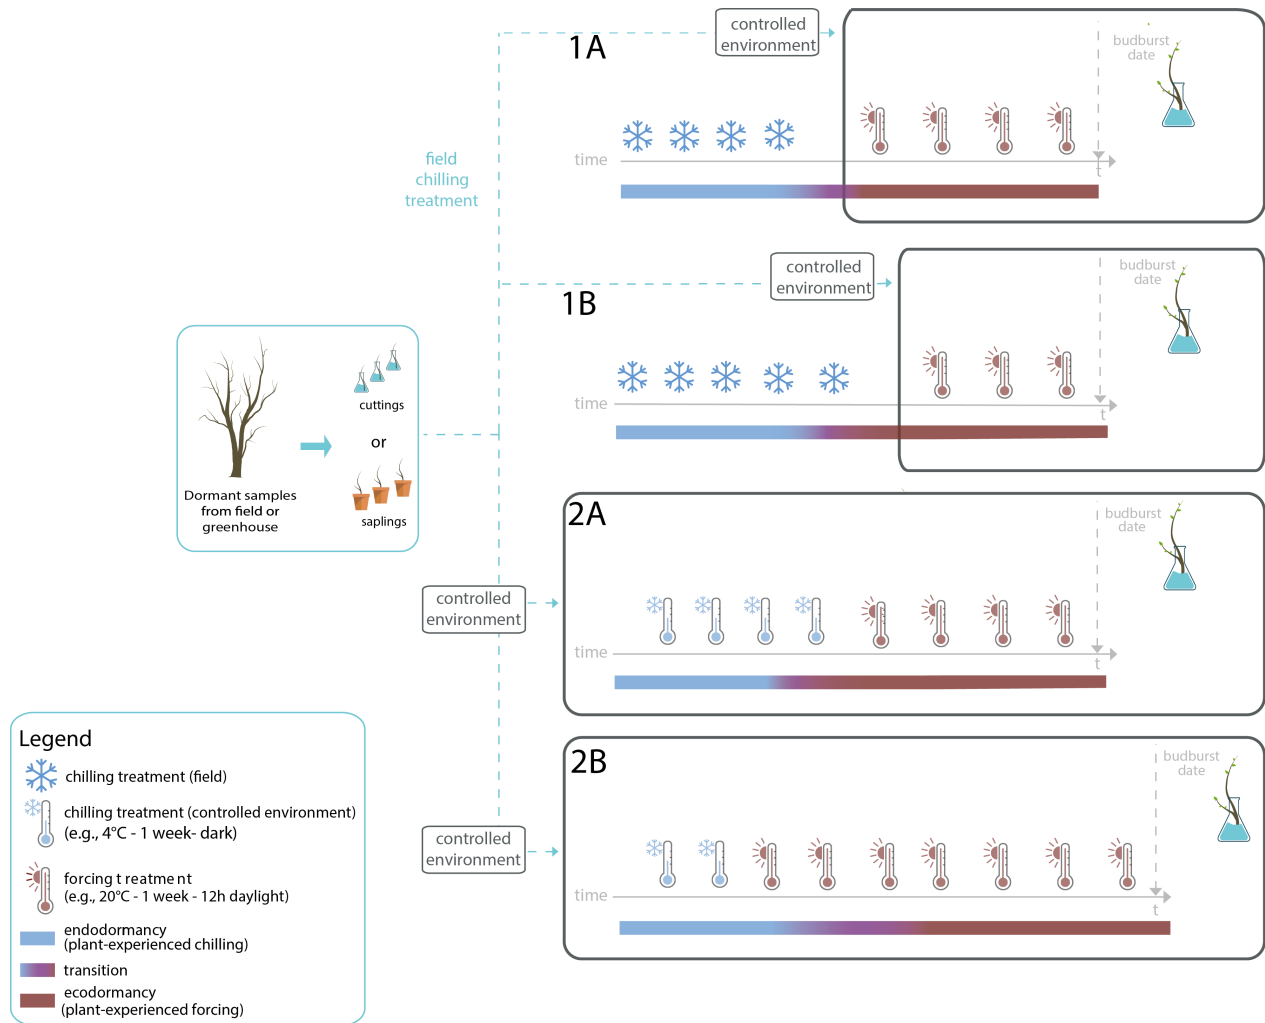 1A
controlled
environment
budburst
date
time
t
field
chilling
treatment
1B
controlled
environment
budburst
date
time
t
Dormant samples
from field or
greenhouse
cuttings
or
saplings
2A
controlled
environment
budburst
date
time
t
2B
controlled
environment
budburst
date
time
t
Legend
chilling treatment (field)
chilling treatment (controlled environment)
(e.g., 4°C - 1 week- dark)
forcing treatment
(e.g., 20°C - 1 week - 12h daylight)
endodormancy
(plant-experienced chilling)
transition
ecodormancy
(plant-experienced forcing)